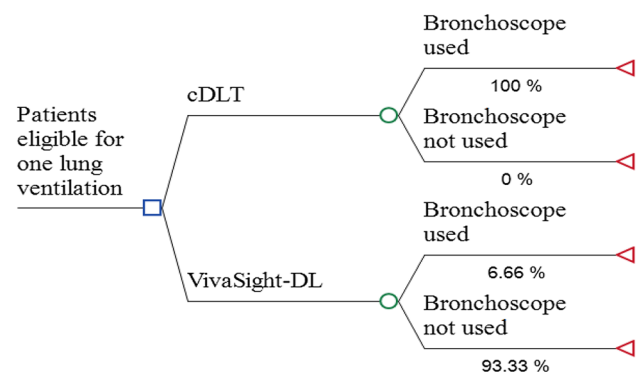 Patients
eligible for
one lung
ventilation
cDLT
Bronchoscope
used
100 %
Bronchoscope
not used
0 %
VivaSight-DL
Bronchoscope
used
6.66 %
Bronchoscope
not used
93.33 %